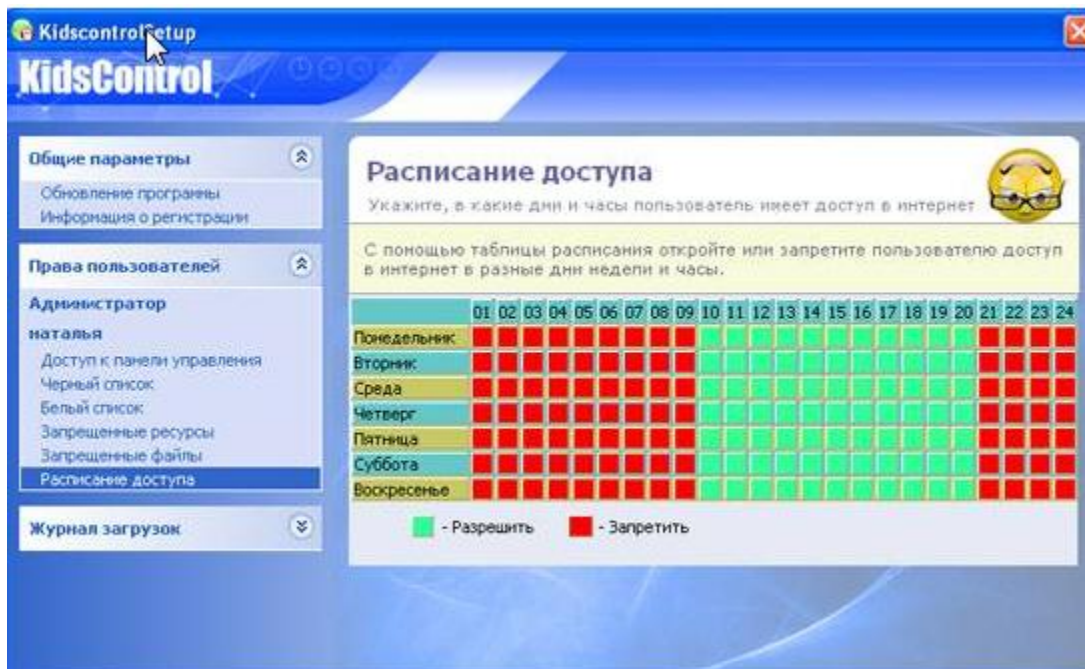 KidscontrolSetup
KidsControl
Общие параметры
Обновление программы
Информация о регистрации
Права пользователей
Администратор
наталья
Доступ к панели управления
Черный список
Белый список
Запрещенные ресурсы
Запрещенные файлы
Расписание доступа
Журнал загрузок
Расписание доступа
Укажите, в какие дни и часы пользователь имеет доступ в интернет
С помощью таблицы расписания откройте или запретите пользователю доступ
в интернет в разные дни недели и часы.
01 02 03 04 05 06 07 08 09 10 11 12 13 14 15 16 17 18 19 20 21 22 23 24
Понедельник
Вторник
Среда
Четверг
Пятница
Суббота
Воскресенье
- Разрешить - Запретить